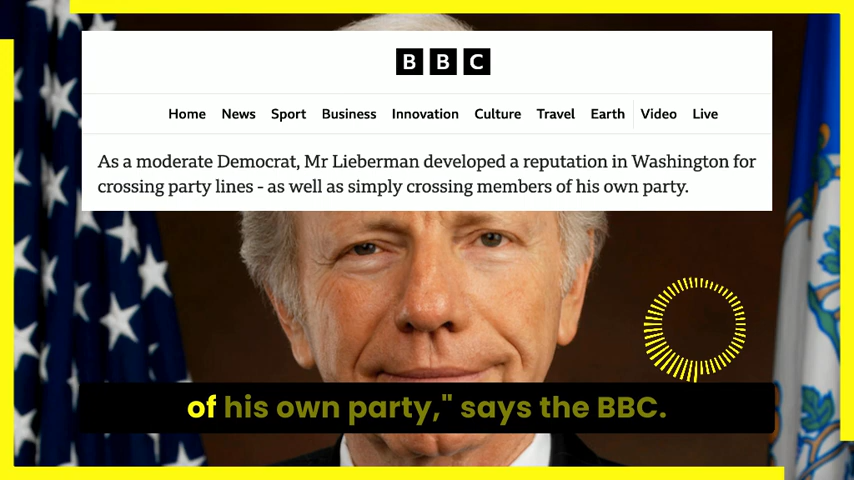 BBC
Home News Sport Business Innovation Culture Travel Earth Video Live
As a moderate Democrat, Mr Lieberman developed a reputation in Washington for
crossing party lines - as well as simply crossing members of his own party.
of his own party," says the BBC.